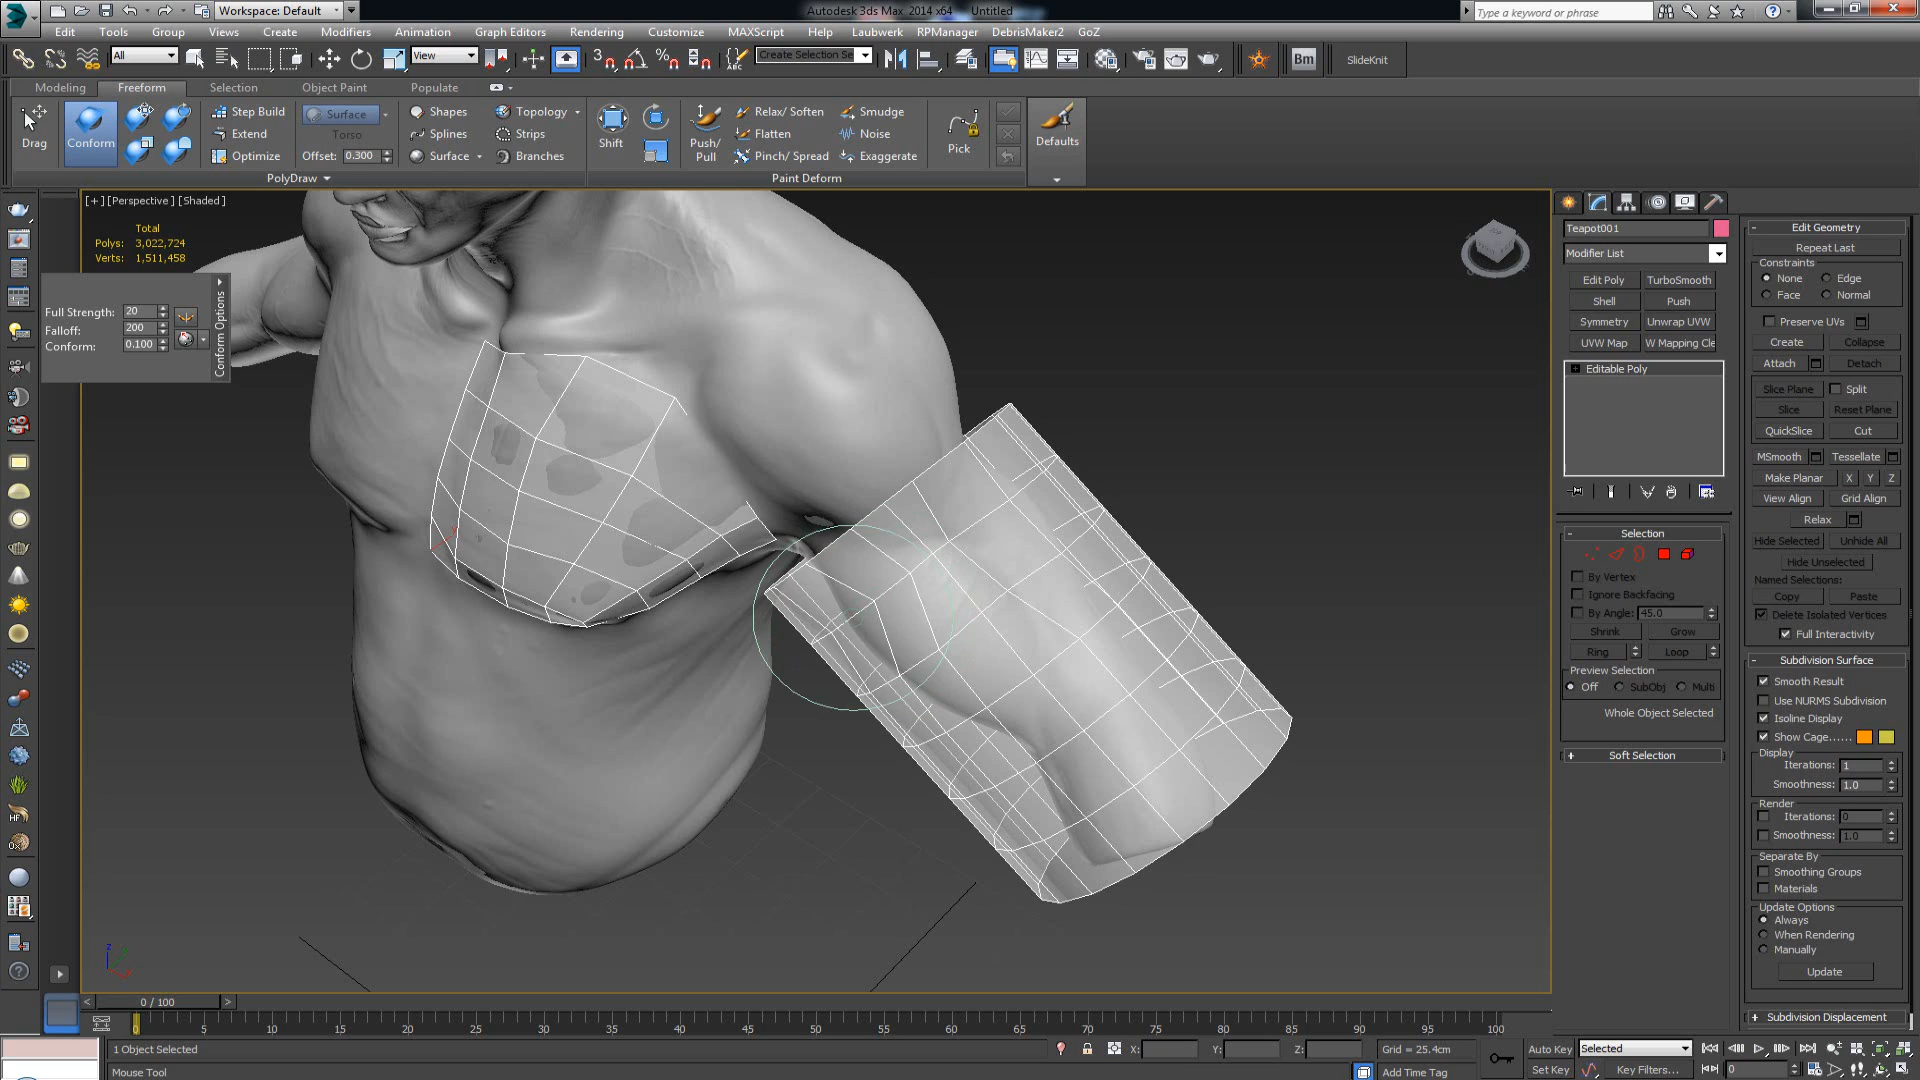 Workspace: Default
Autodesk 3ds Max 2014 x64 Untitled
Type a keyword or phrase
Edit Tools Group Views Create Modifiers Animation Graph Editors Rendering Customize MAXScript Help Laubwerk RPManager DebrisMaker2 GoZ
All
View
Create Selection Se
Bm
SlideKnit
Modeling Freeform Selection Object Paint Populate
Drag
Conform
Step Build
Extend
Optimize
Surface
Torso
Offset: 0.300
Shapes
Splines
Surface
Topology
Strips
Branches
Shift
Push/
Pull
Relax/ Soften
Flatten
Pinch/ Spread
Smudge
Noise
Exaggerate
Pick
Defaults
PolyDraw
Paint Deform
[+] [Perspective ] [Shaded ]
Total
Polys: 3,022,724
Verts: 1,511,458
Full Strength: 20
Falloff: 200
Conform: 0.100
Conform Options
Teapot001
Modifier List
Edit Poly TurboSmooth
Shell Push
Symmetry Unwrap UVW
UVW Map W Mapping Cle
Editable Poly
Selection
By Vertex
Ignore Backfacing
By Angle: 45.0
Shrink Grow
Ring Loop
Preview Selection
Off SubObj Multi
Whole Object Selected
Soft Selection
Edit Geometry
Repeat Last
Constraints
None Edge
Face Normal
Preserve UVs
Create Collapse
Attach Detach
Slice Plane Split
Slice Reset Plane
QuickSlice Cut
MSmooth Tessellate
Make Planar X Y Z
View Align Grid Align
Relax
Hide Selected Unhide All
Hide Unselected
Named Selections:
Copy Paste
Delete Isolated Vertices
Full Interactivity
Subdivision Surface
Smooth Result
Use NURMS Subdivision
Isoline Display
Show Cage......
Display
Iterations: 1
Smoothness: 1.0
Render
Iterations: 0
Smoothness: 1.0
Separate By
Smoothing Groups
Materials
Update Options
Always
When Rendering
Manually
Update
Subdivision Displacement
0 / 100
0 5 10 15 20 25 30 35 40 45 50 55 60 65 70 75 80 85 90 95 100
1 Object Selected
X: Y: Z:
Grid = 25.4cm
Auto Key Selected
Mouse Tool
Add Time Tag
Set Key Key Filters...
0